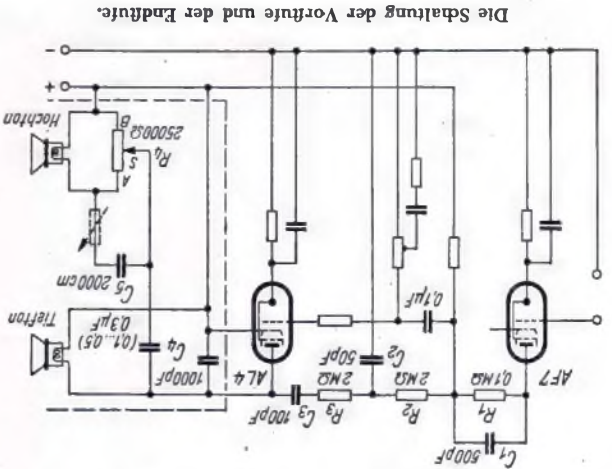 C₁
500pF
R₁
0,1MΩ
R₂
2MΩ
R₃
2MΩ
C₃
100pF
AF7
C₂
50pF
AL4
1000pF
C₄
(0,1...0,5)
0,3µF
Tiefton
0,1µF
C₅ 2000cm
A
S
B
R₄
25000Ω
Hochton
+
−
Die Schaltung der Vorstufe und der Endstufe.